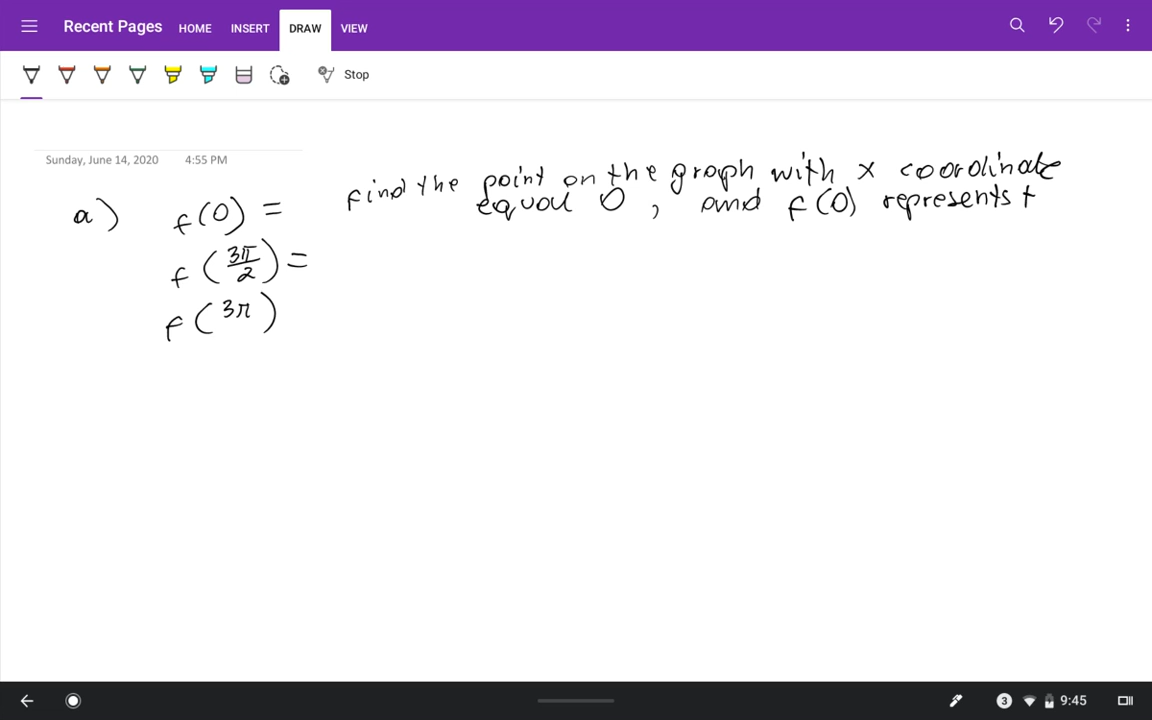 Recent Pages HOME INSERT DRAW VIEW
Stop
Sunday, June 14, 2020 4:55 PM
a) f(0) = find the point on the graph with x coordinate
equal 0, and f(0) represents t
f(3π/2) =
f(3π)
3 9:45